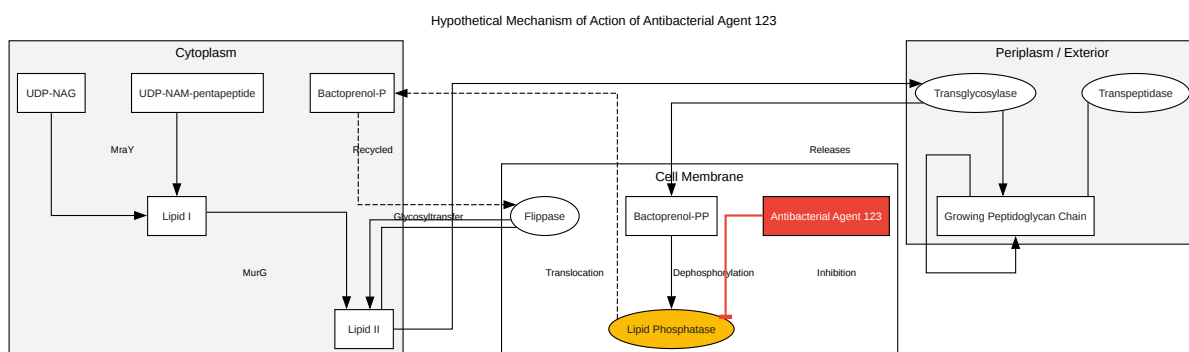 Hypothetical Mechanism of Action of Antibacterial Agent 123
Cytoplasm
Periplasm / Exterior
UDP-NAG
UDP-NAM-pentapeptide
Bactoprenol-P
Transglycosylase
Transpeptidase
MraY
Recycled
Releases
Cell Membrane
Lipid I
Glycosyltransfer
Flippase
Bactoprenol-PP
Antibacterial Agent 123
Growing Peptidoglycan Chain
MurG
Translocation
Dephosphorylation
Inhibition
Lipid II
Lipid Phosphatase